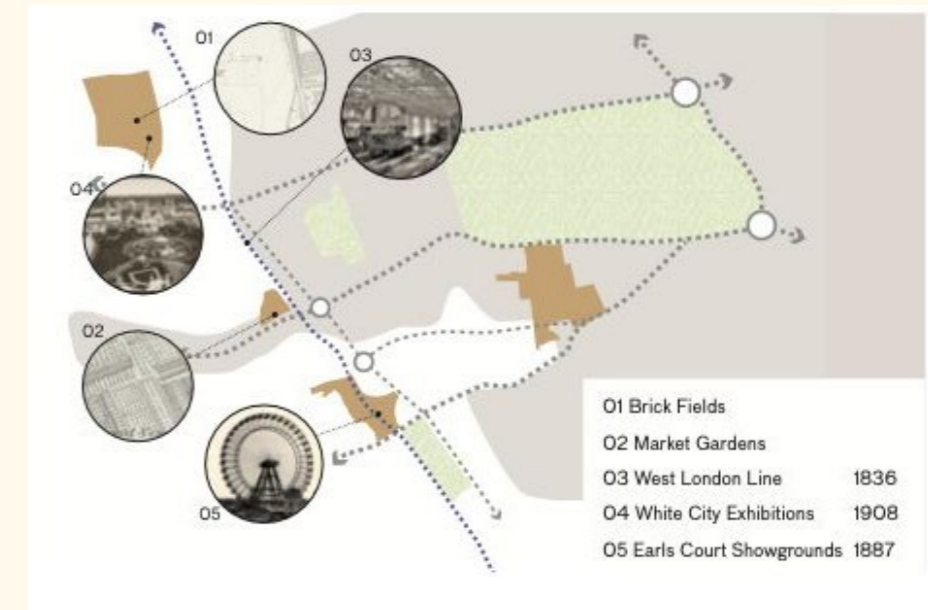 01
03
04
02
05
01 Brick Fields
02 Market Gardens
03 West London Line 1836
04 White City Exhibitions 1908
05 Earls Court Showgrounds 1887